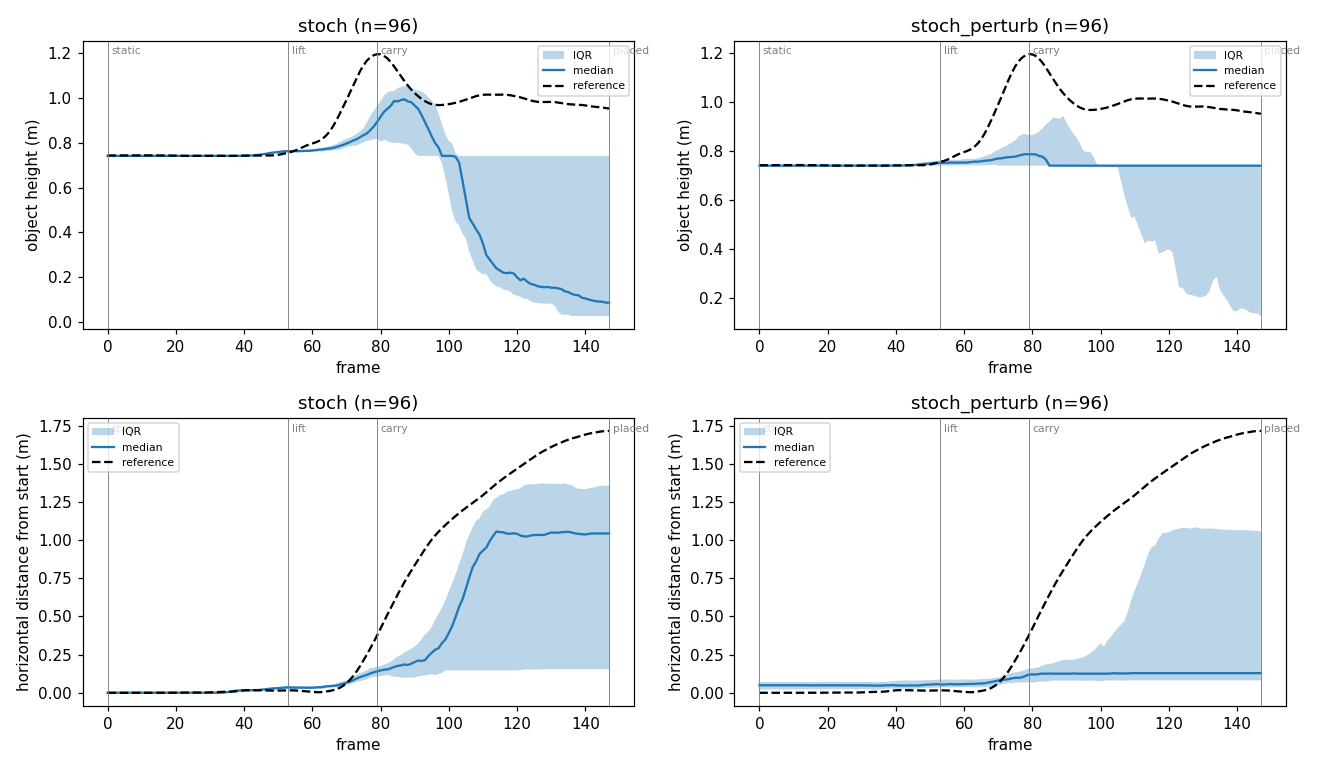 stoch (n=96)
1.2
1.0
0.8
0.6
0.4
0.2
0.0
object height (m)
static
lift
carry
placed
IQR
median
reference
0 20 40 60 80 100 120 140
frame
stoch_perturb (n=96)
1.2
1.0
0.8
0.6
0.4
0.2
object height (m)
static
lift
carry
placed
IQR
median
reference
0 20 40 60 80 100 120 140
frame
stoch (n=96)
1.75
1.50
1.25
1.00
0.75
0.50
0.25
0.00
horizontal distance from start (m)
IQR
median
reference
lift
carry
placed
0 20 40 60 80 100 120 140
frame
stoch_perturb (n=96)
1.75
1.50
1.25
1.00
0.75
0.50
0.25
0.00
horizontal distance from start (m)
IQR
median
reference
lift
carry
placed
0 20 40 60 80 100 120 140
frame